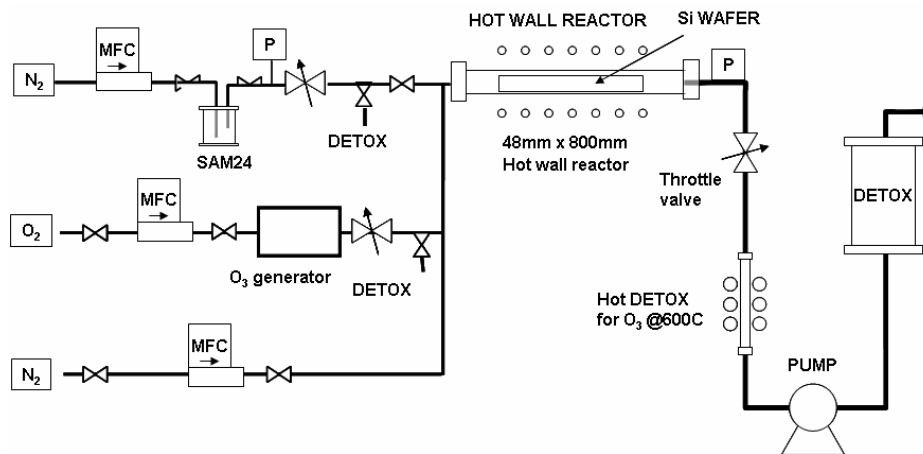 HOT WALL REACTOR
Si WAFER
MFC
P
N₂
P
SAM24
DETOX
48mm x 800mm
Hot wall reactor
Throttle
valve
DETOX
MFC
O₂
O₃ generator
DETOX
Hot DETOX
for O₃ @600C
MFC
N₂
PUMP